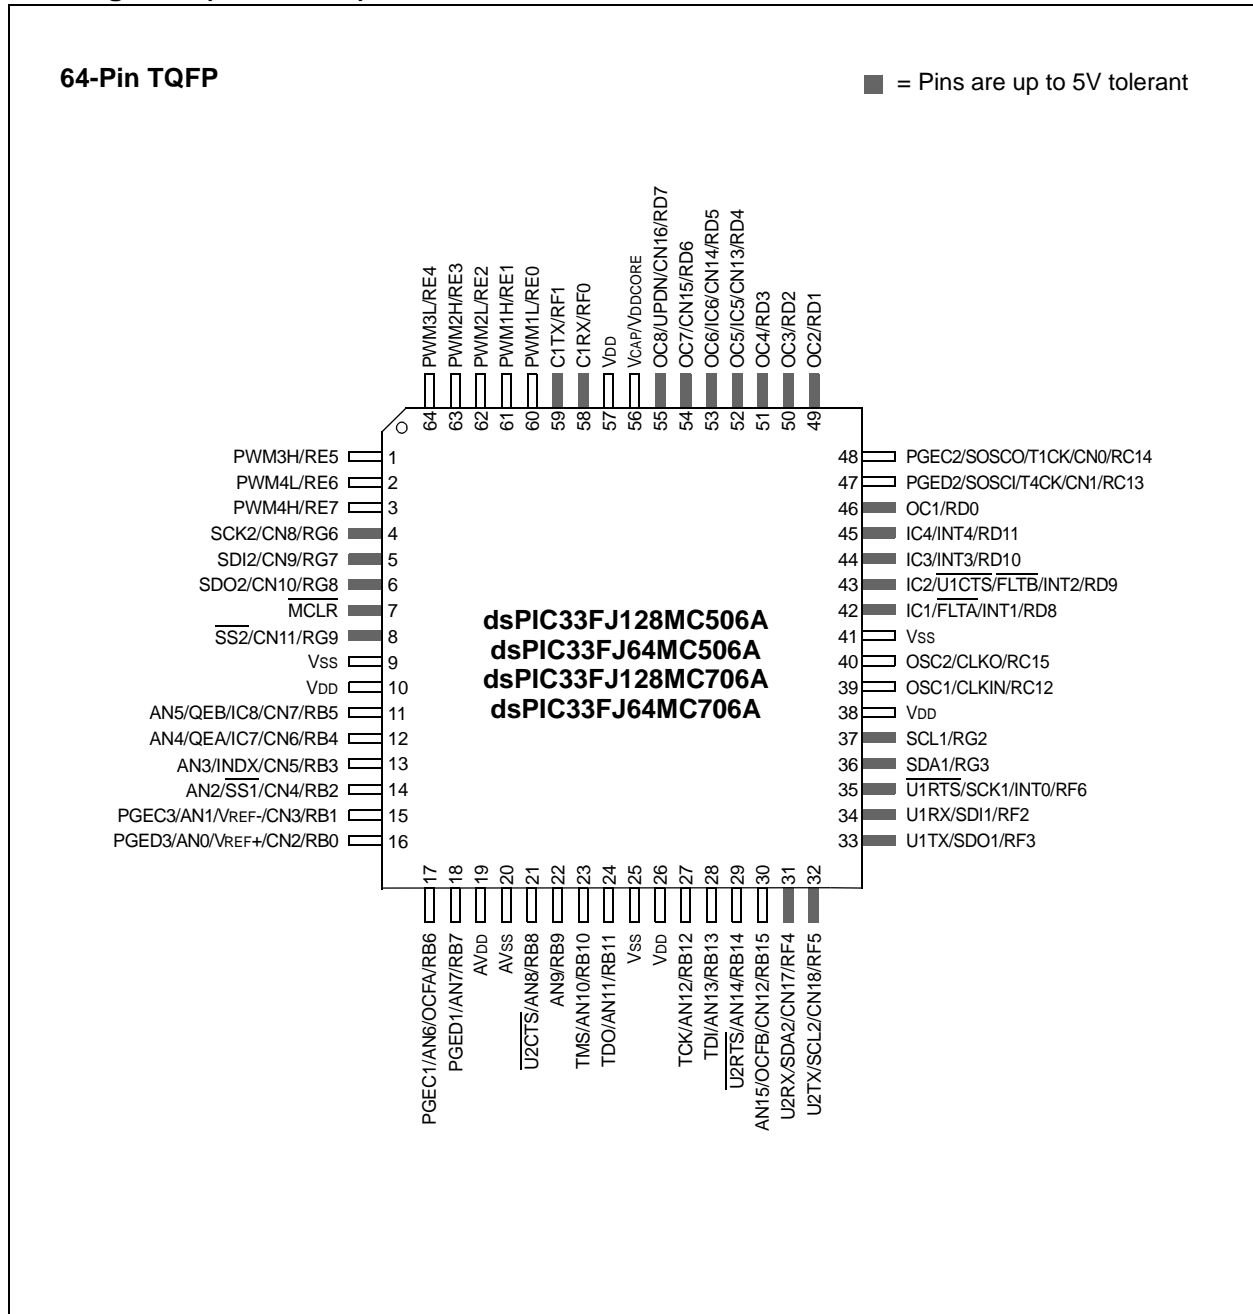 64-Pin TQFP
= Pins are up to 5V tolerant
PWM3L/RE4
PWM2H/RE3
PWM2L/RE2
PWM1H/RE1
PWM1L/RE0
C1TX/RF1
C1RX/RF0
VDD
VCAP/VDDCORE
OC8/UPDN/CN16/RD7
OC7/CN15/RD6
OC6/IC6/CN14/RD5
OC5/IC5/CN13/RD4
OC4/RD3
OC3/RD2
OC2/RD1
64 63 62 61 60 59 58 57 56 55 54 53 52 51 50 49
PWM3H/RE5 1
PWM4L/RE6 2
PWM4H/RE7 3
SCK2/CN8/RG6 4
SDI2/CN9/RG7 5
SDO2/CN10/RG8 6
MCLR 7
SS2/CN11/RG9 8
VSS 9
VDD 10
AN5/QEB/IC8/CN7/RB5 11
AN4/QEA/IC7/CN6/RB4 12
AN3/INDX/CN5/RB3 13
AN2/SS1/CN4/RB2 14
PGEC3/AN1/VREF-/CN3/RB1 15
PGED3/AN0/VREF+/CN2/RB0 16
dsPIC33FJ128MC506A
dsPIC33FJ64MC506A
dsPIC33FJ128MC706A
dsPIC33FJ64MC706A
48 PGEC2/SOSCO/T1CK/CN0/RC14
47 PGED2/SOSCI/T4CK/CN1/RC13
46 OC1/RD0
45 IC4/INT4/RD11
44 IC3/INT3/RD10
43 IC2/U1CTS/FLTB/INT2/RD9
42 IC1/FLTA/INT1/RD8
41 VSS
40 OSC2/CLKO/RC15
39 OSC1/CLKIN/RC12
38 VDD
37 SCL1/RG2
36 SDA1/RG3
35 U1RTS/SCK1/INT0/RF6
34 U1RX/SDI1/RF2
33 U1TX/SDO1/RF3
17 18 19 20 21 22 23 24 25 26 27 28 29 30 31 32
PGEC1/AN6/OCFA/RB6
PGED1/AN7/RB7
AVDD
AVSS
U2CTS/AN8/RB8
AN9/RB9
TMS/AN10/RB10
TDO/AN11/RB11
VSS
VDD
TCK/AN12/RB12
TDI/AN13/RB13
U2RTS/AN14/RB14
AN15/OCFB/CN12/RB15
U2RX/SDA2/CN17/RF4
U2TX/SCL2/CN18/RF5